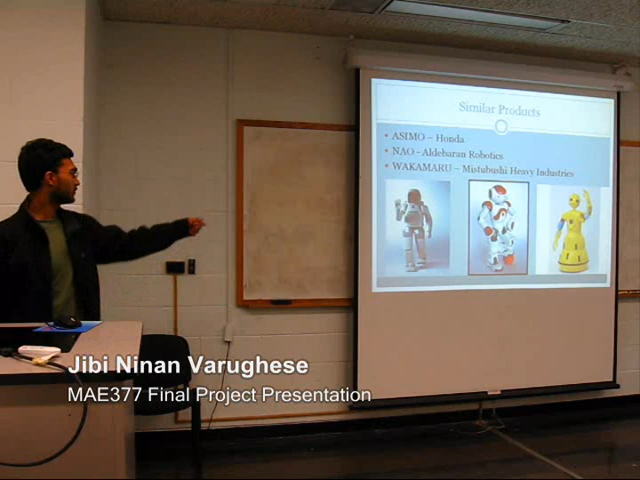 Similar Products
• ASIMO – Honda
• NAO - Aldebaran Robotics
• WAKAMARU – Mistubushi Heavy Industries
Jibi Ninan Varughese
MAE377 Final Project Presentation